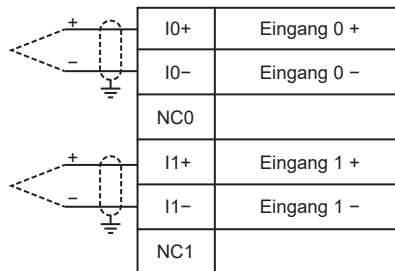 + I0+ Eingang 0 +
− I0− Eingang 0 −
NC0
+ I1+ Eingang 1 +
− I1− Eingang 1 −
NC1